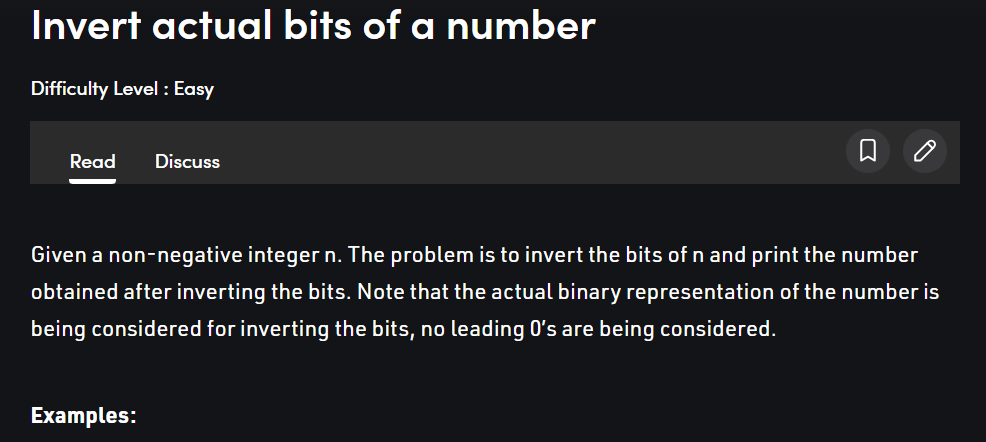 Invert actual bits of a number
Difficulty Level : Easy
Read Discuss
Given a non-negative integer n. The problem is to invert the bits of n and print the number
obtained after inverting the bits. Note that the actual binary representation of the number is
being considered for inverting the bits, no leading 0’s are being considered.
Examples: